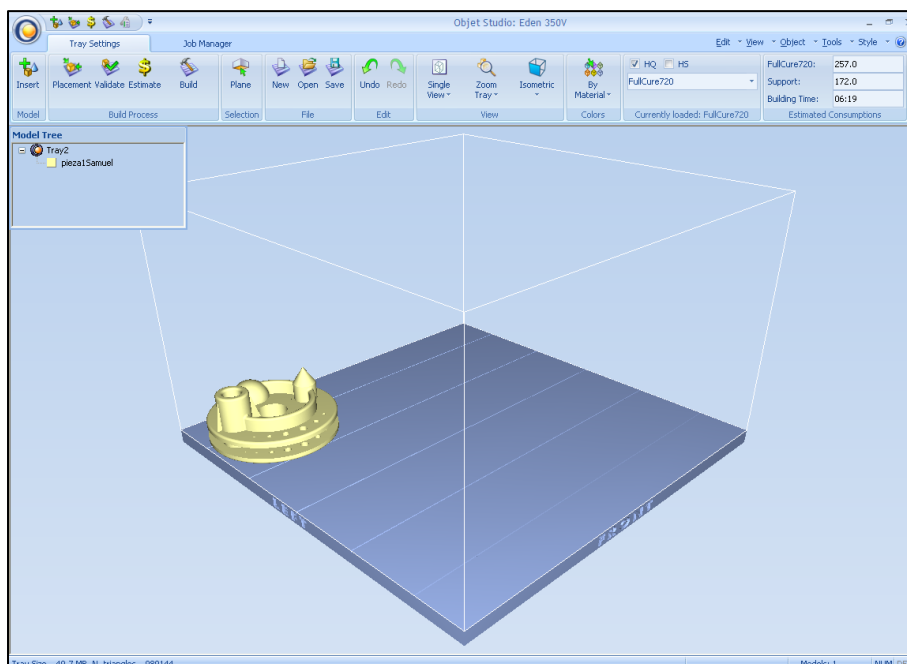 Objet Studio: Eden 350V
Tray Settings Job Manager Edit View Object Tools Style
Insert Placement Validate Estimate Build Plane New Open Save Undo Redo Single View Zoom Tray Isometric By Material
HQ HS
FullCure720
FullCure720: 257.0
Support: 172.0
Building Time: 06:19
Model Build Process Selection File Edit View Colors Currently loaded: FullCure720 Estimated Consumptions
Model Tree
Tray2
pieza1Samuel
LEFT
FRONT
Models: 1 NUM